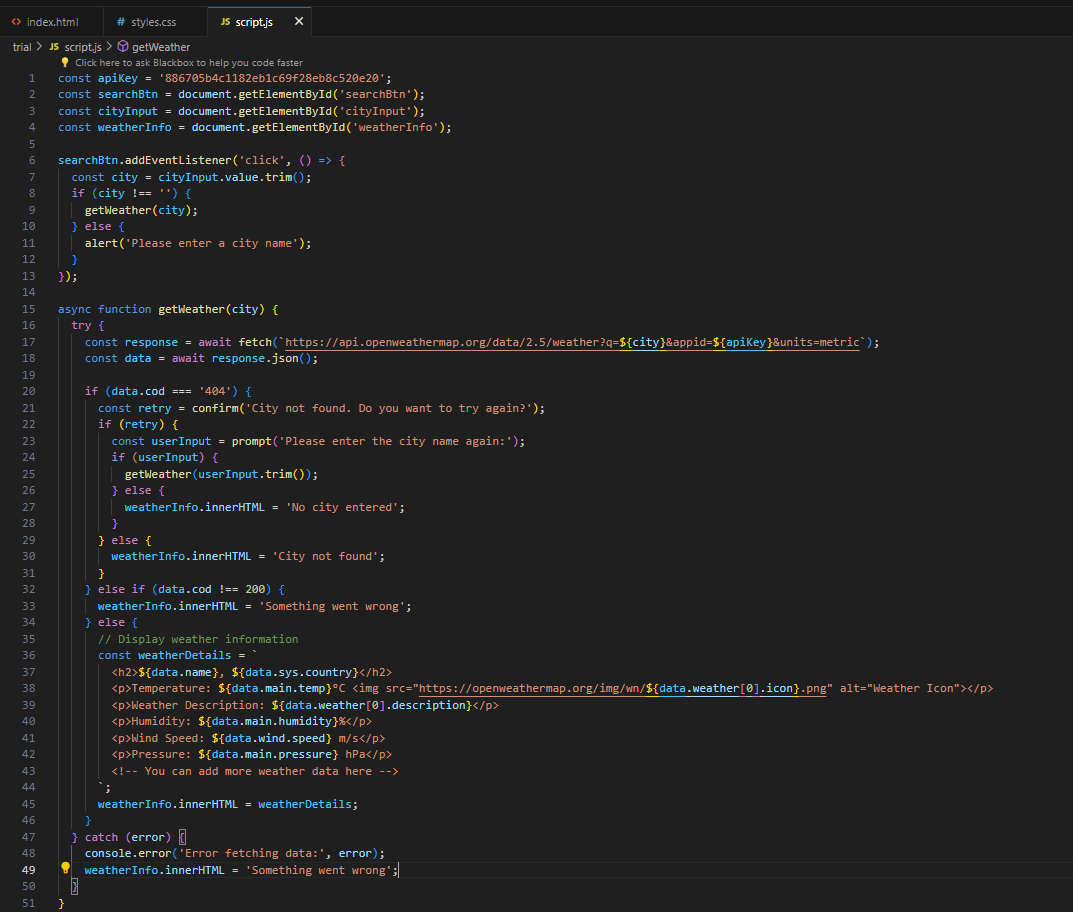 index.html
# styles.css
JS script.js ×
trial > JS script.js > getWeather
Click here to ask Blackbox to help you code faster
1 const apiKey = '886705b4c1182eb1c69f28eb8c520e20';
2 const searchBtn = document.getElementById('searchBtn');
3 const cityInput = document.getElementById('cityInput');
4 const weatherInfo = document.getElementById('weatherInfo');
5
6 searchBtn.addEventListener('click', () => {
7   const city = cityInput.value.trim();
8   if (city !== '') {
9     getWeather(city);
10   } else {
11     alert('Please enter a city name');
12   }
13 });
14
15 async function getWeather(city) {
16   try {
17     const response = await fetch(`https://api.openweathermap.org/data/2.5/weather?q=${city}&appid=${apiKey}&units=metric`);
18     const data = await response.json();
19
20     if (data.cod === '404') {
21       const retry = confirm('City not found. Do you want to try again?');
22       if (retry) {
23         const userInput = prompt('Please enter the city name again:');
24         if (userInput) {
25           getWeather(userInput.trim());
26         } else {
27           weatherInfo.innerHTML = 'No city entered';
28         }
29       } else {
30         weatherInfo.innerHTML = 'City not found';
31       }
32     } else if (data.cod !== 200) {
33       weatherInfo.innerHTML = 'Something went wrong';
34     } else {
35       // Display weather information
36       const weatherDetails = `
37         <h2>${data.name}, ${data.sys.country}</h2>
38         <p>Temperature: ${data.main.temp}°C <img src="https://openweathermap.org/img/wn/${data.weather[0].icon}.png" alt="Weather Icon"></p>
39         <p>Weather Description: ${data.weather[0].description}</p>
40         <p>Humidity: ${data.main.humidity}%</p>
41         <p>Wind Speed: ${data.wind.speed} m/s</p>
42         <p>Pressure: ${data.main.pressure} hPa</p>
43         <!-- You can add more weather data here -->
44       `;
45       weatherInfo.innerHTML = weatherDetails;
46     }
47   } catch (error) {
48     console.error('Error fetching data:', error);
49     weatherInfo.innerHTML = 'Something went wrong';
50   }
51 }